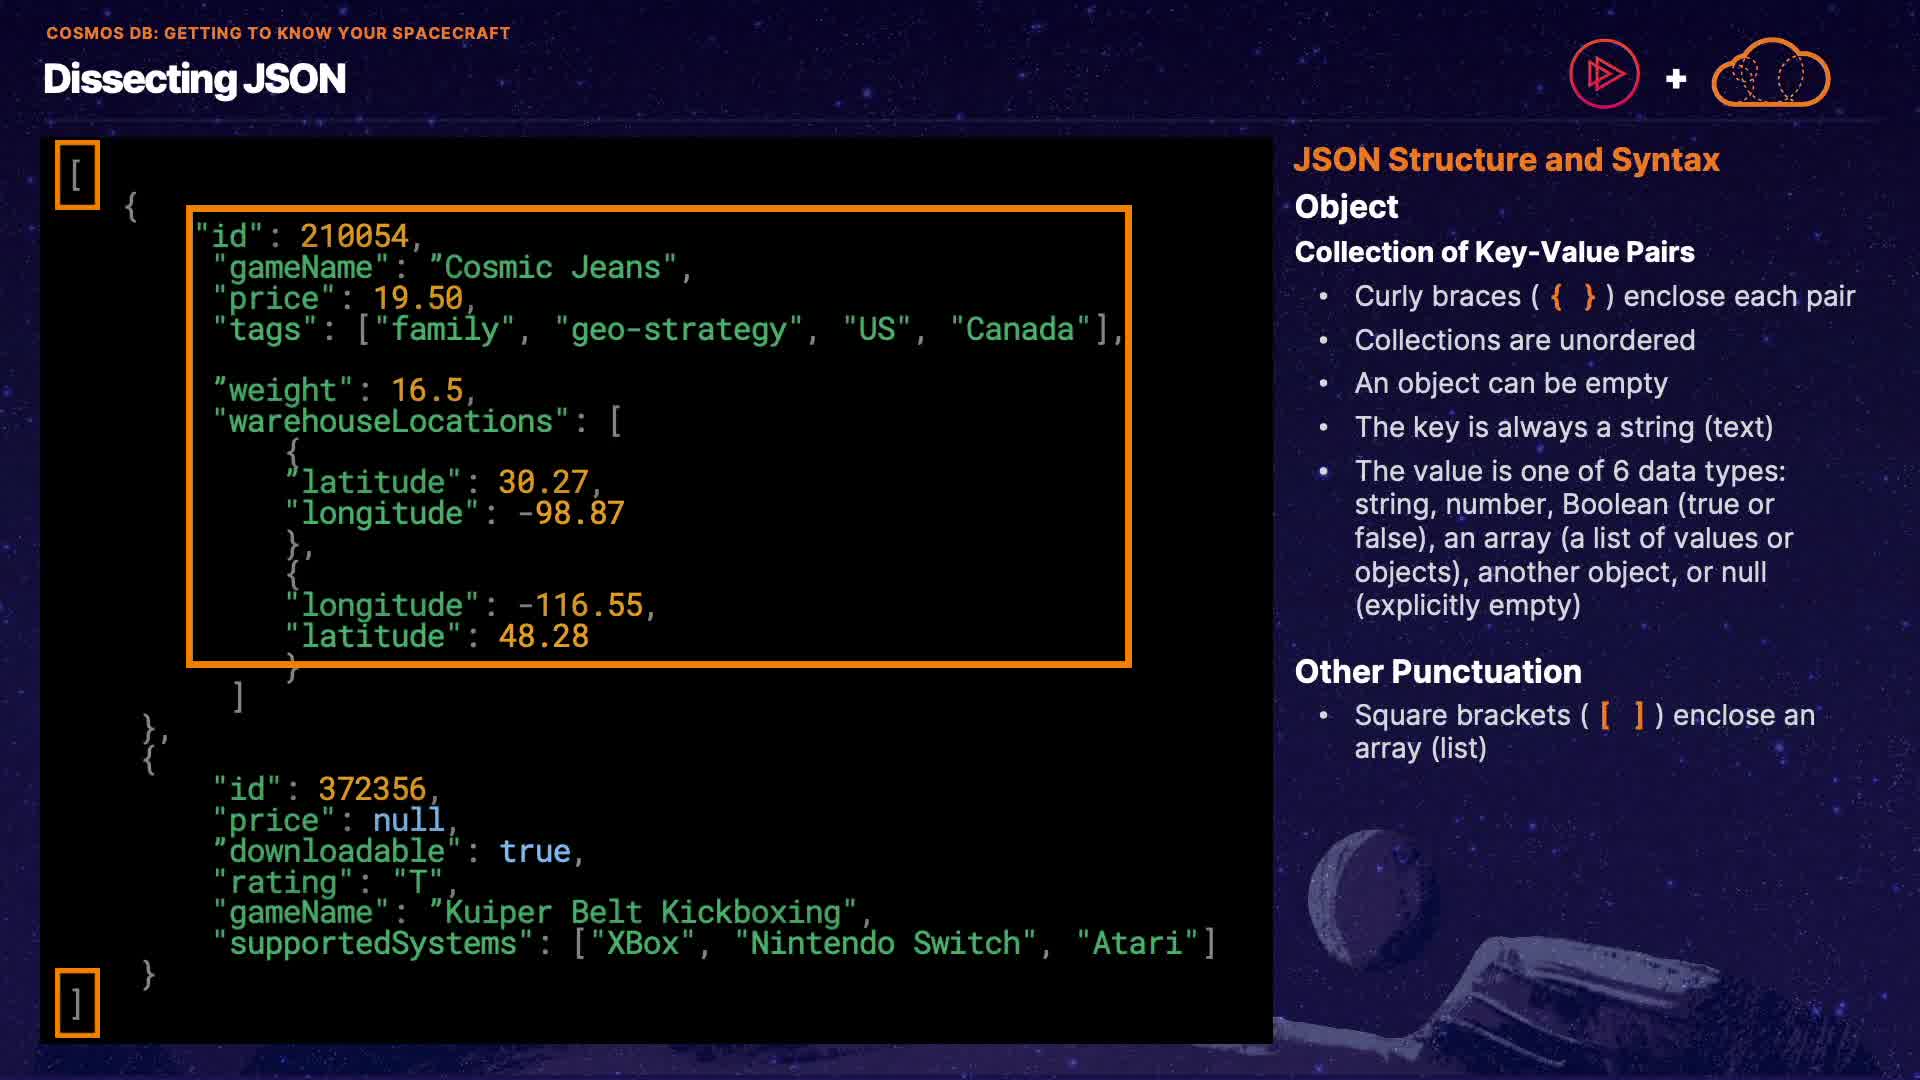 COSMOS DB: GETTING TO KNOW YOUR SPACECRAFT
Dissecting JSON
+
[
{
"id": 210054,
"gameName": ”Cosmic Jeans",
"price": 19.50,
"tags": ["family", "geo-strategy", "US", "Canada"],
”weight": 16.5,
"warehouseLocations": [
{
”latitude": 30.27,
"longitude": -98.87
},
{
"longitude": -116.55,
"latitude": 48.28
}
]
},
{
"id": 372356,
"price": null,
”downloadable": true,
"rating": "T",
"gameName": ”Kuiper Belt Kickboxing",
"supportedSystems": ["XBox", "Nintendo Switch", "Atari"]
}
]
JSON Structure and Syntax
Object
Collection of Key-Value Pairs
• Curly braces ( { } ) enclose each pair
• Collections are unordered
• An object can be empty
• The key is always a string (text)
• The value is one of 6 data types:
string, number, Boolean (true or
false), an array (a list of values or
objects), another object, or null
(explicitly empty)
Other Punctuation
• Square brackets ( [ ] ) enclose an
array (list)